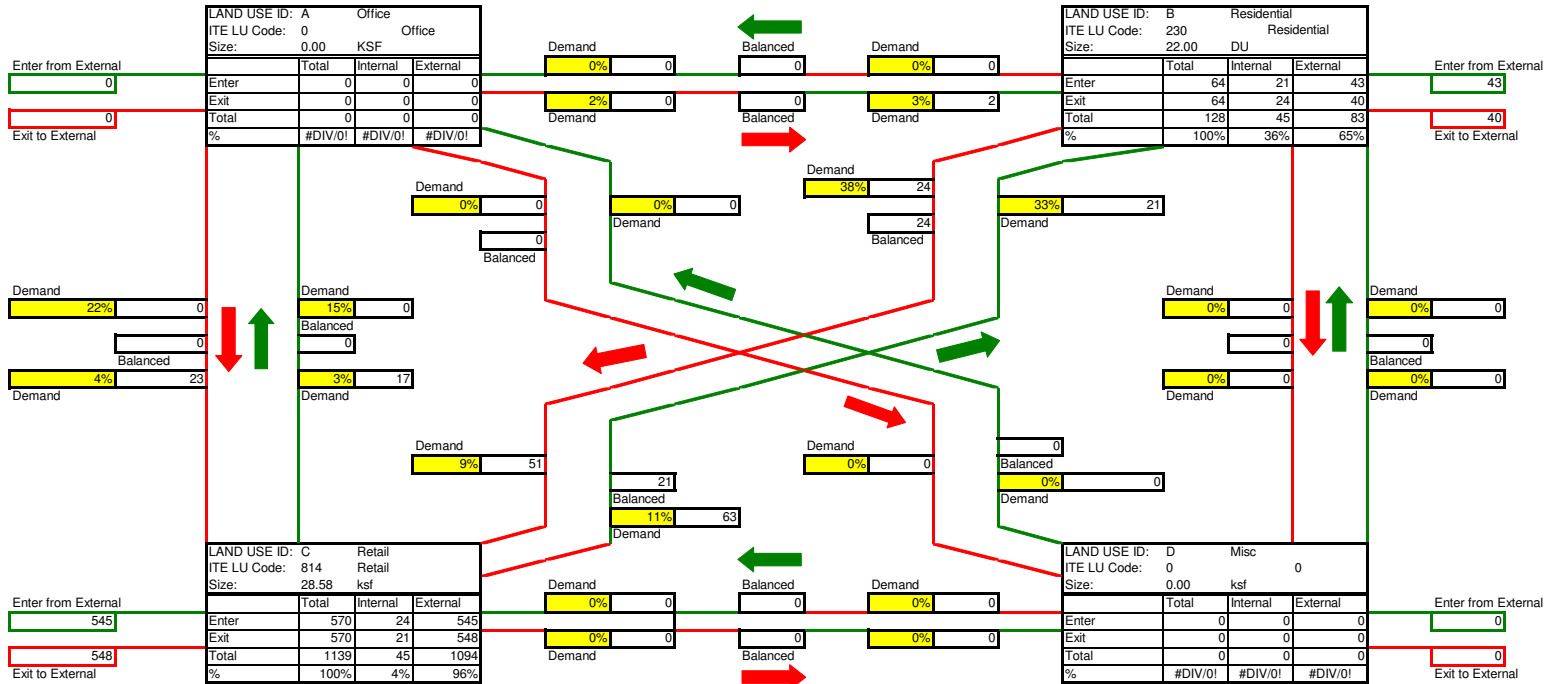 LAND USE ID: A Office
ITE LU Code: 0 Office
Size: 0.00 KSF
Total Internal External
Enter 0 0 0
Exit 0 0 0
Total 0 0 0
% #DIV/0! #DIV/0! #DIV/0!
Enter from External
0
0
Exit to External
Demand Balanced Demand
0% 0 0 0% 0
2% 0 0 3% 2
Demand Balanced Demand
LAND USE ID: B Residential
ITE LU Code: 230 Residential
Size: 22.00 DU
Total Internal External
Enter 64 21 43
Exit 64 24 40
Total 128 45 83
% 100% 36% 65%
Enter from External
43
40
Exit to External
Demand
0% 0
0
Balanced
0% 0
Demand
Demand
38% 24
24
Balanced
33% 21
Demand
Demand
22% 0
0
Balanced
4% 23
Demand
Demand
15% 0
Balanced
0
3% 17
Demand
Demand
0% 0
0
0% 0
Demand
Demand
0% 0
0
Balanced
0% 0
Demand
Demand
9% 51
21
Balanced
11% 63
Demand
Demand
0% 0
0
Balanced
0% 0
Demand
LAND USE ID: C Retail
ITE LU Code: 814 Retail
Size: 28.58 ksf
Total Internal External
Enter 570 24 545
Exit 570 21 548
Total 1139 45 1094
% 100% 4% 96%
Enter from External
545
548
Exit to External
Demand Balanced Demand
0% 0 0 0% 0
0% 0 0 0% 0
Demand Balanced Demand
LAND USE ID: D Misc
ITE LU Code: 0 0
Size: 0.00 ksf
Total Internal External
Enter 0 0 0
Exit 0 0 0
Total 0 0 0
% #DIV/0! #DIV/0! #DIV/0!
Enter from External
0
0
Exit to External